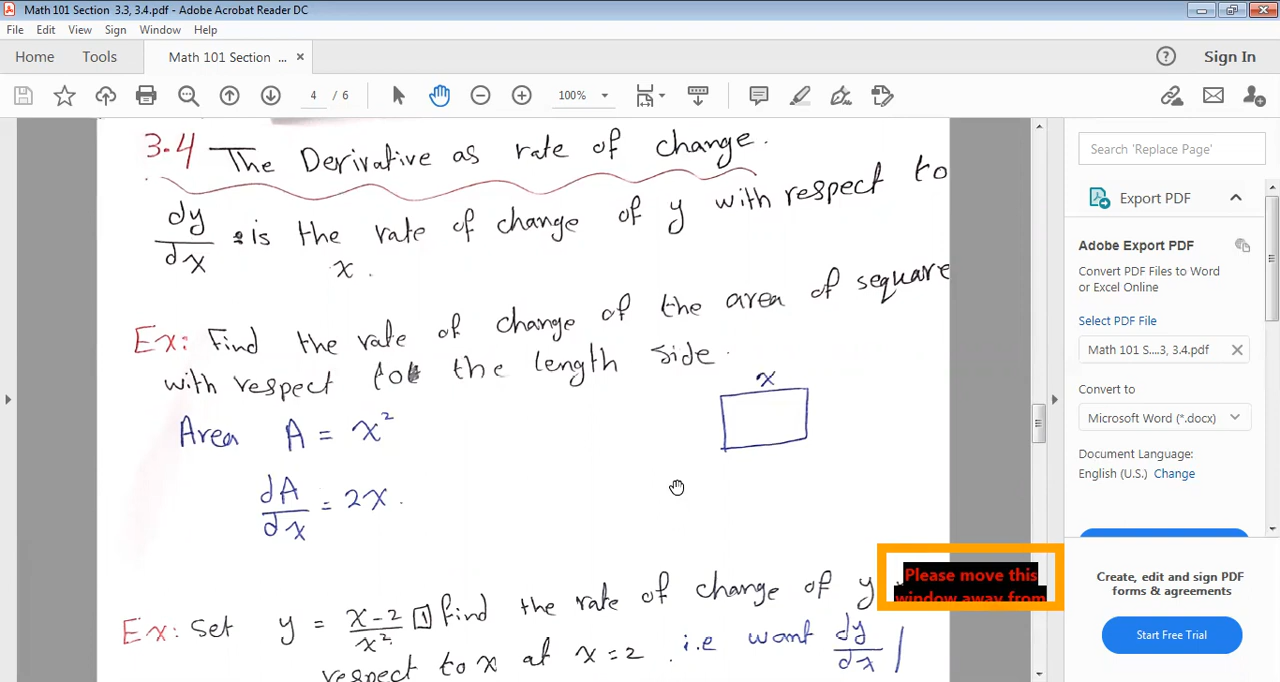 Math 101 Section 3.3, 3.4.pdf - Adobe Acrobat Reader DC
File Edit View Sign Window Help
Home Tools Math 101 Section ... × Sign In
4 / 6 100%
3.4 The Derivative as rate of change.
dy/dx : is the rate of change of y with respect to
x.
Ex: Find the rate of change of the area of sequare
with respect to the length side.
x
Area A = x²
dA/dx = 2x.
Ex: Set y = (x-2)/x² 1 find the rate of change of y
respect to x at x=2. i.e want dy/dx |
Please move this
window away from
Search 'Replace Page'
Export PDF
Adobe Export PDF
Convert PDF Files to Word
or Excel Online
Select PDF File
Math 101 S....3, 3.4.pdf ×
Convert to
Microsoft Word (*.docx)
Document Language:
English (U.S.) Change
Create, edit and sign PDF
forms & agreements
Start Free Trial